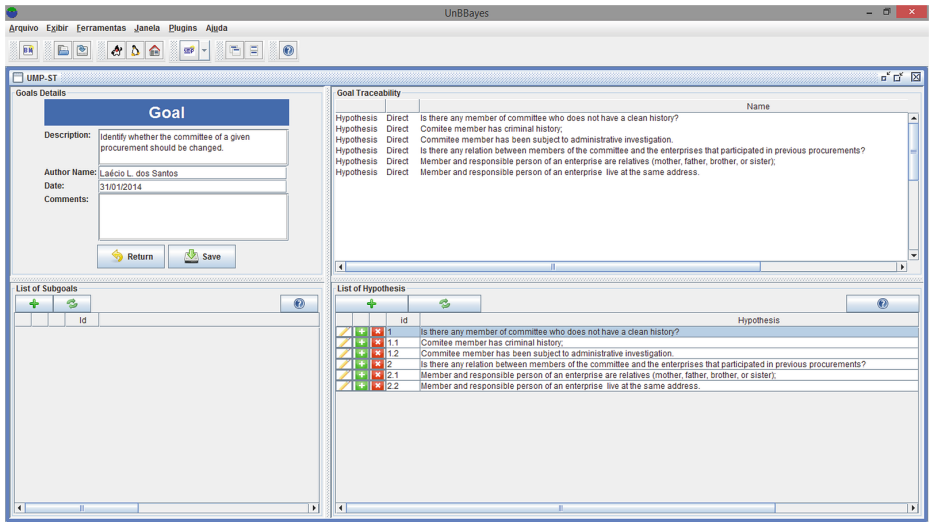 UnBBayes
Arquivo Exibir Ferramentas Janela Plugins Ajuda
UMP-ST
Goals Details
Goal
Description: Identify whether the committee of a given
procurement should be changed.
Author Name: Laécio L. dos Santos
Date: 31/01/2014
Comments:
Return Save
Goal Traceability
Name
Hypothesis Direct Is there any member of committee who does not have a clean history?
Hypothesis Direct Comitee member has criminal history;
Hypothesis Direct Commitee member has been subject to administrative investigation.
Hypothesis Direct Is there any relation between members of the committee and the enterprises that participated in previous procurements?
Hypothesis Direct Member and responsible person of an enterprise are relatives (mother, father, brother, or sister);
Hypothesis Direct Member and responsible person of an enterprise live at the same address.
List of Subgoals
Id
List of Hypothesis
id Hypothesis
1 Is there any member of committee who does not have a clean history?
1.1 Comitee member has criminal history;
1.2 Commitee member has been subject to administrative investigation.
2 Is there any relation between members of the committee and the enterprises that participated in previous procurements?
2.1 Member and responsible person of an enterprise are relatives (mother, father, brother, or sister);
2.2 Member and responsible person of an enterprise live at the same address.